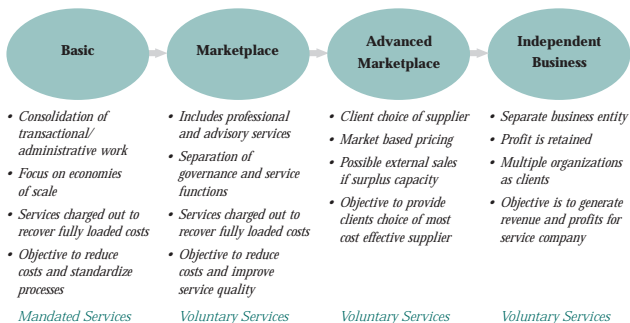 Basic
Marketplace
Advanced
Marketplace
Independent
Business
• Consolidation of
transactional/
administrative work
• Focus on economies
of scale
• Services charged out to
recover fully loaded costs
• Objective to reduce
costs and standardize
processes
Mandated Services
• Includes professional
and advisory services
• Separation of
governance and service
functions
• Services charged out to
recover fully loaded costs
• Objective to reduce
costs and improve
service quality
Voluntary Services
• Client choice of supplier
• Market based pricing
• Possible external sales
if surplus capacity
• Objective to provide
clients choice of most
cost effective supplier
Voluntary Services
• Separate business entity
• Profit is retained
• Multiple organizations
as clients
• Objective is to generate
revenue and profits for
service company
Voluntary Services